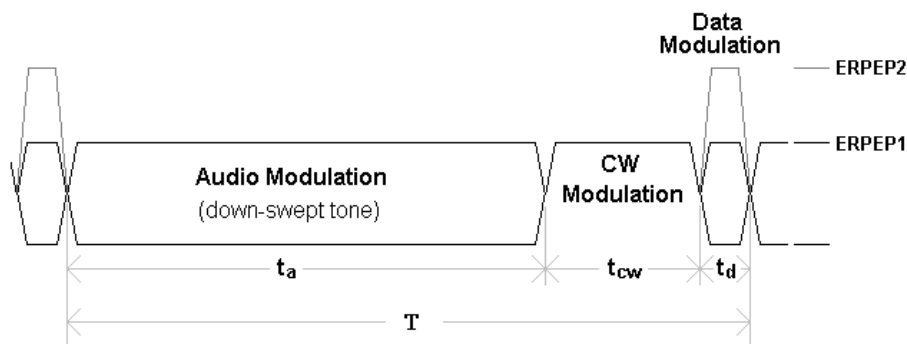 Data
Modulation
ERPEP2
ERPEP1
Audio Modulation
(down-swept tone)
CW
Modulation
ta
tcw
td
T